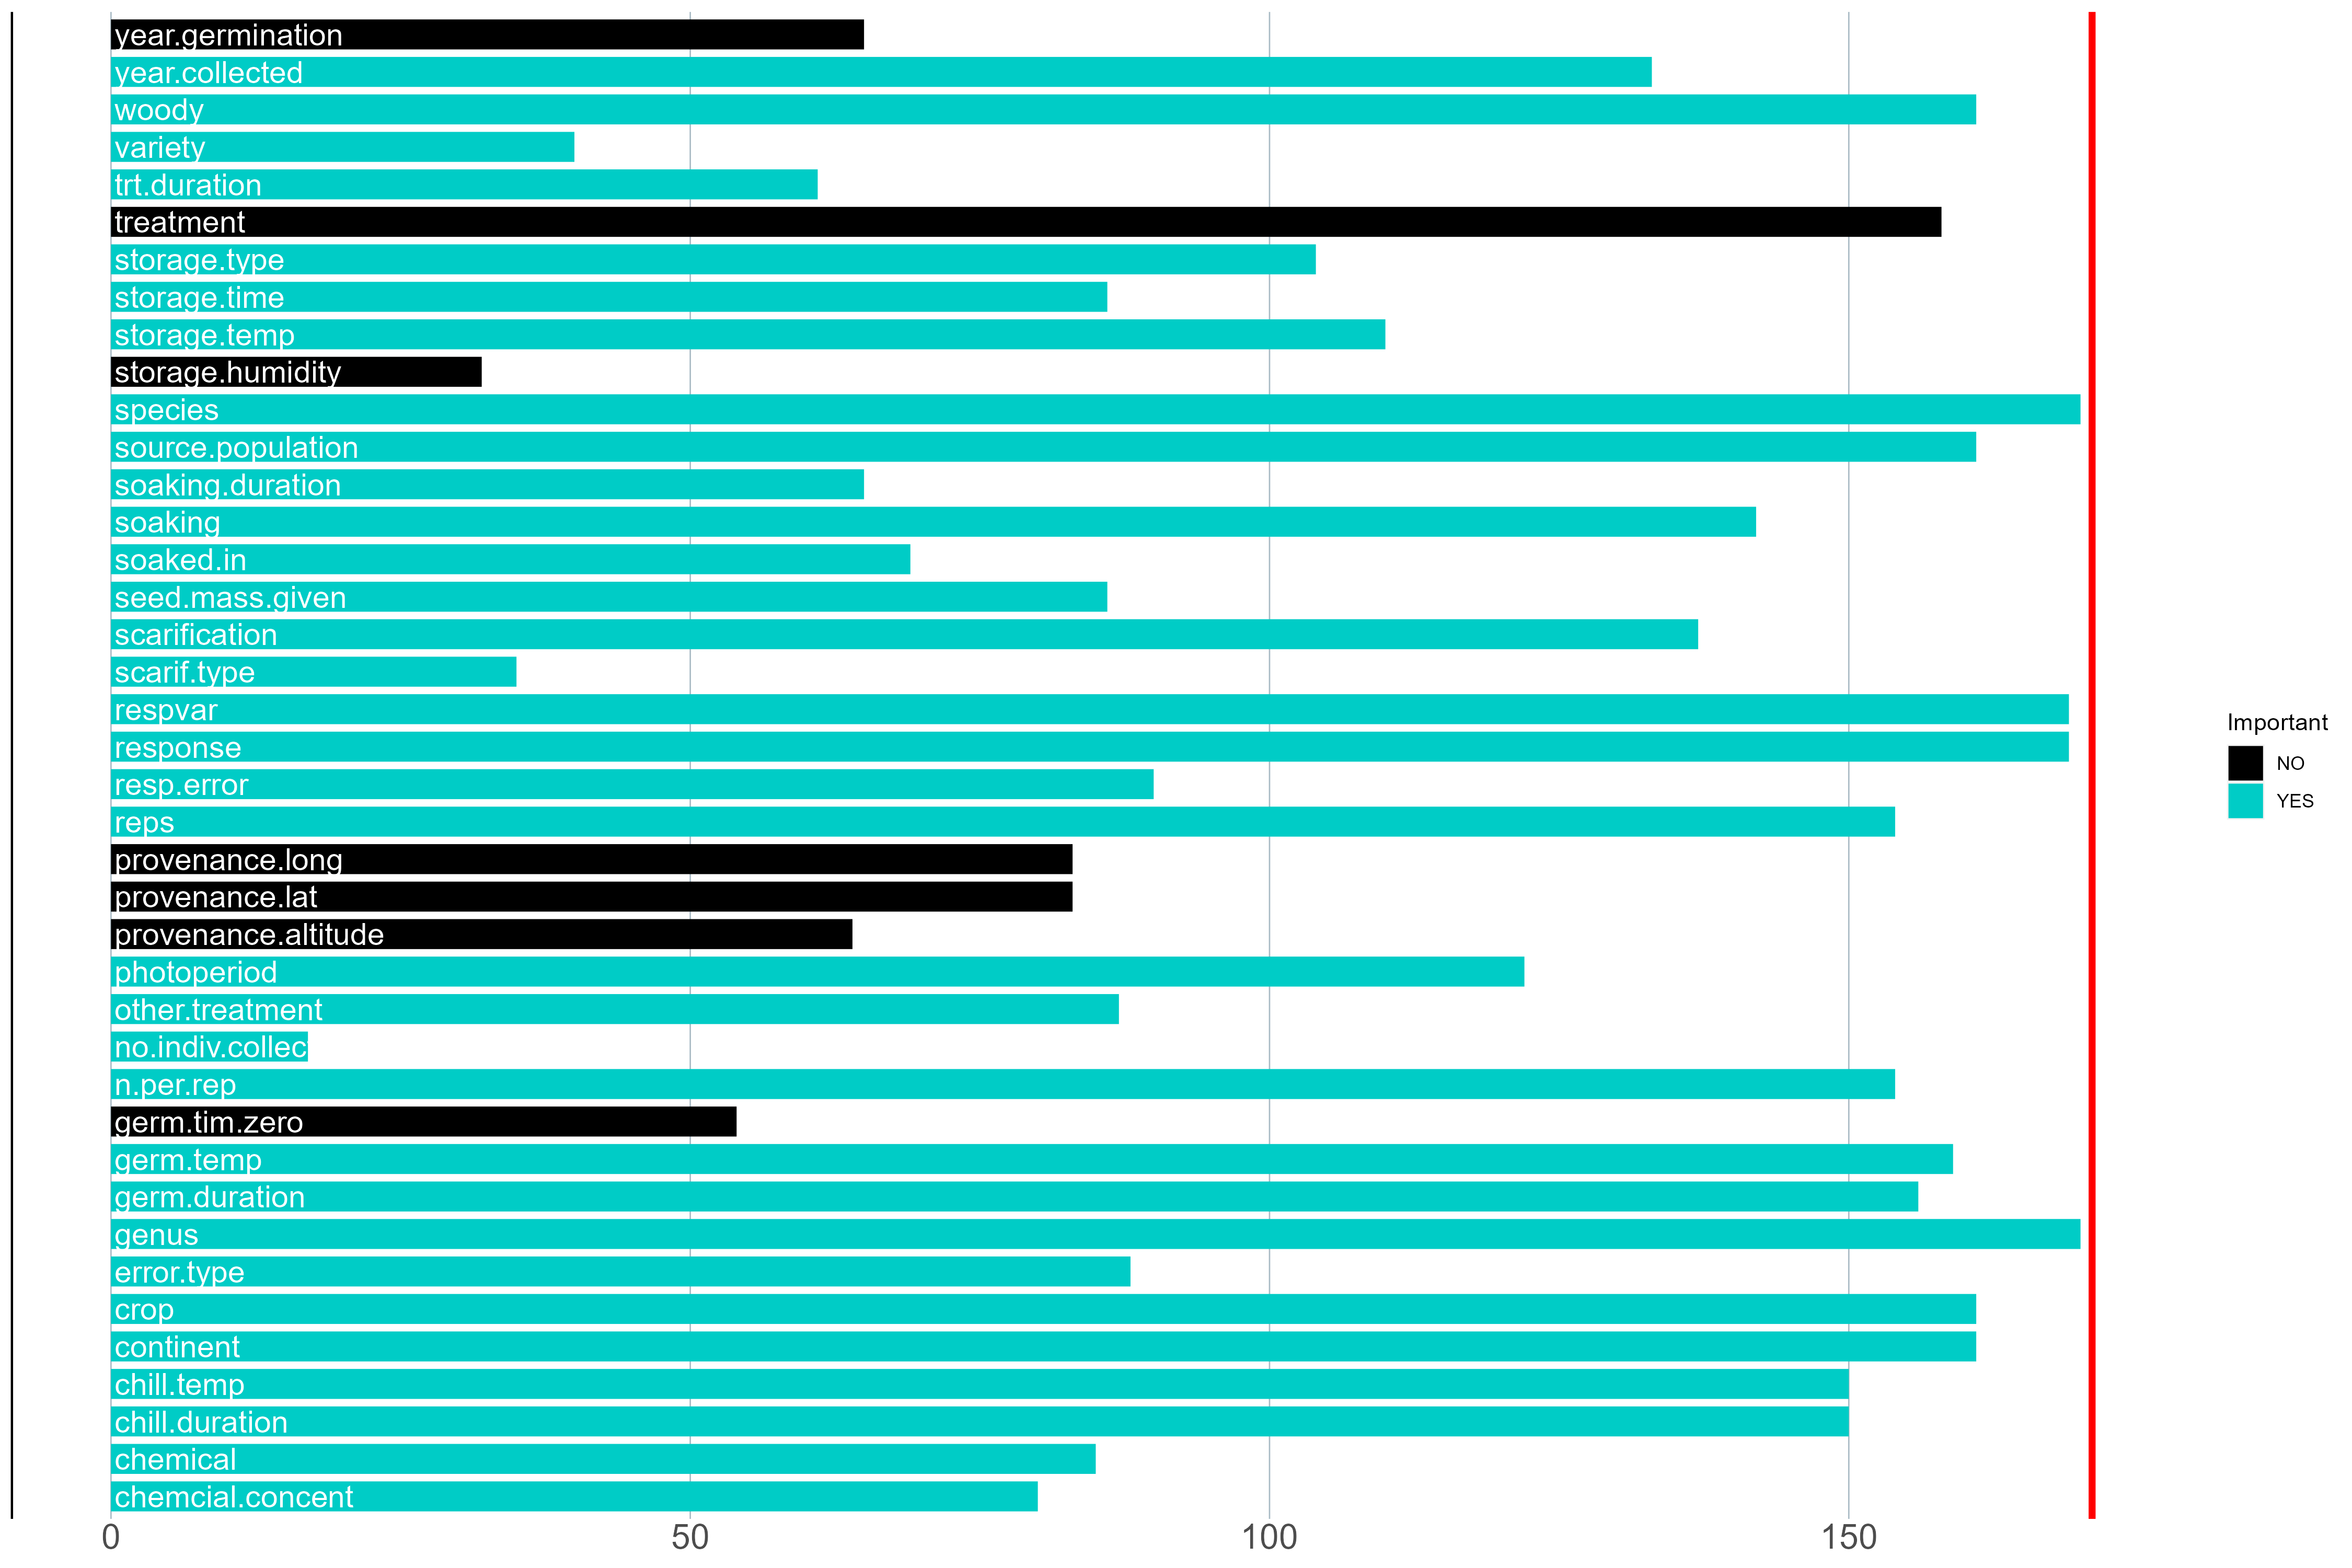 year.germination
year.collected
woody
variety
trt.duration
treatment
storage.type
storage.time
storage.temp
storage.humidity
species
source.population
soaking.duration
soaking
soaked.in
seed.mass.given
scarification
scarif.type
respvar
response
resp.error
reps
provenance.long
provenance.lat
provenance.altitude
photoperiod
other.treatment
no.indiv.collec
n.per.rep
germ.tim.zero
germ.temp
germ.duration
genus
error.type
crop
continent
chill.temp
chill.duration
chemical
chemcial.concent
0 50 100 150
Important
NO
YES